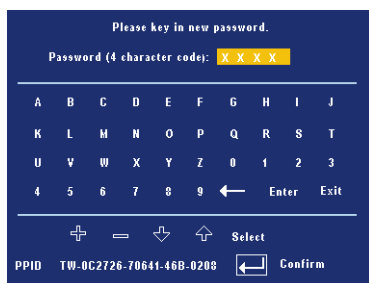 Please key in new password.
Password (4 character code): X X X X
A B C D E F G H I J
K L M N O P Q R S T
U V W X Y Z 0 1 2 3
4 5 6 7 8 9 ← Enter Exit
Select
PPID TW-0C2726-70641-46B-0208 Confirm